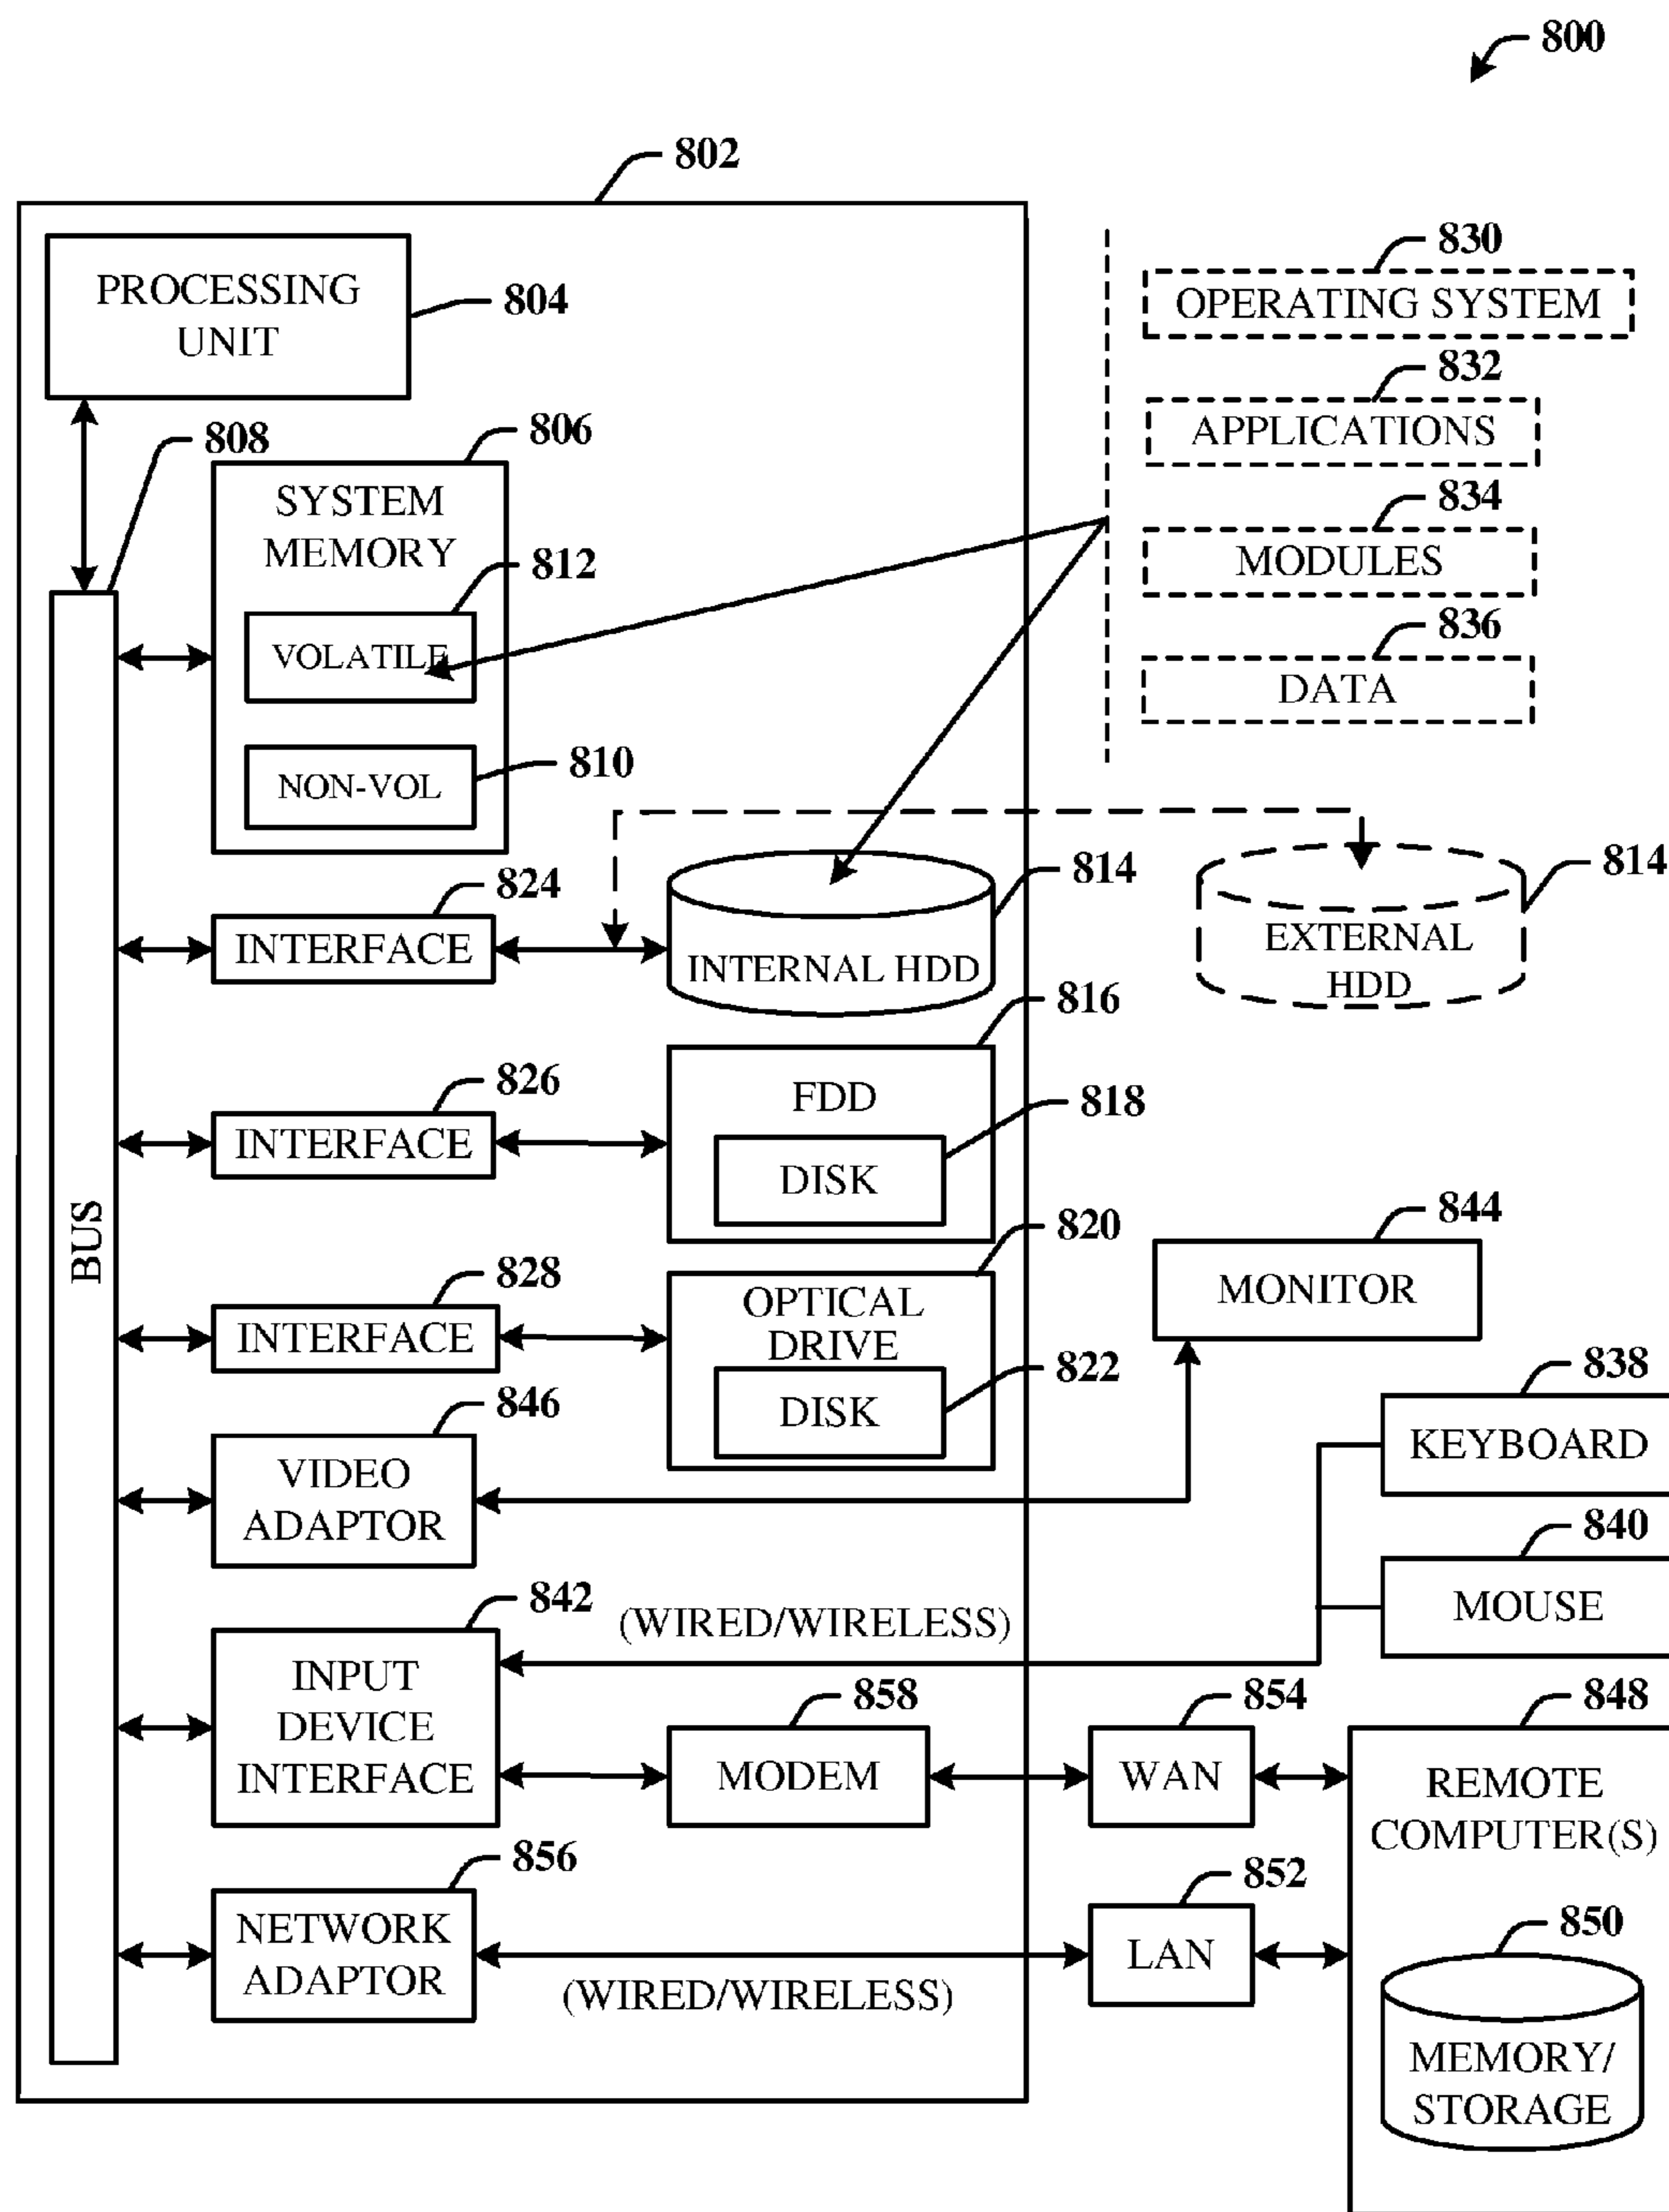 800
802
PROCESSING
UNIT
804
830
OPERATING SYSTEM
832
APPLICATIONS
834
MODULES
836
DATA
808
806
SYSTEM
MEMORY
812
VOLATILE
810
NON-VOL
BUS
824
INTERFACE
814
INTERNAL HDD
814
EXTERNAL
HDD
826
INTERFACE
816
FDD
818
DISK
828
INTERFACE
820
OPTICAL
DRIVE
822
DISK
844
MONITOR
846
VIDEO
ADAPTOR
838
KEYBOARD
840
MOUSE
842
INPUT
DEVICE
INTERFACE
(WIRED/WIRELESS)
858
MODEM
854
WAN
848
REMOTE
COMPUTER(S)
856
NETWORK
ADAPTOR
(WIRED/WIRELESS)
852
LAN
850
MEMORY/
STORAGE